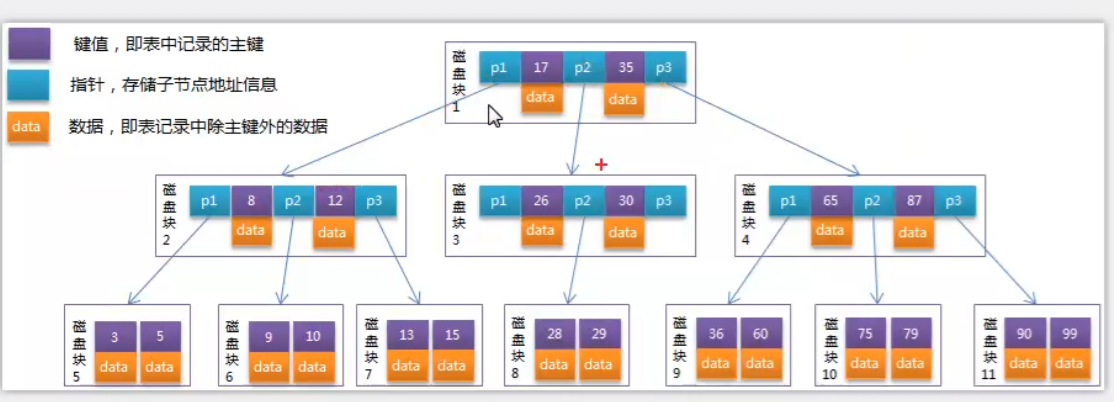 键值，即表中记录的主键
指针，存储子节点地址信息
data 数据，即表记录中除主键外的数据
磁盘块1
p1 17 p2 35 p3
data data
磁盘块2
p1 8 p2 12 p3
data data
磁盘块3
p1 26 p2 30 p3
data data
磁盘块4
p1 65 p2 87 p3
data data
磁盘块5
3 5
data data
磁盘块6
9 10
data data
磁盘块7
13 15
data data
磁盘块8
28 29
data data
磁盘块9
36 60
data data
磁盘块10
75 79
data data
磁盘块11
90 99
data data